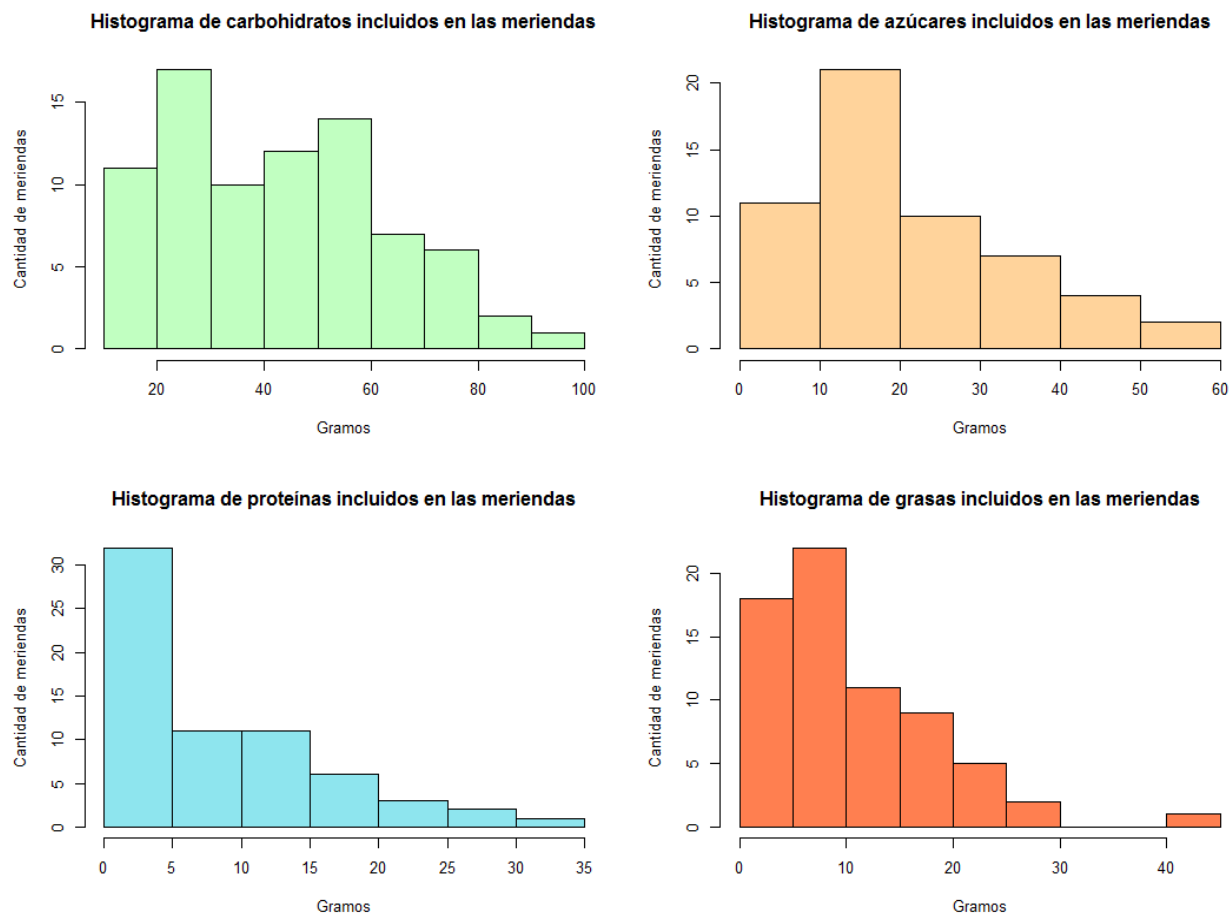 Histograma de carbohidratos incluidos en las meriendas
Cantidad de meriendas
15
10
5
0
20 40 60 80 100
Gramos
Histograma de azúcares incluidos en las meriendas
Cantidad de meriendas
20
15
10
5
0
0 10 20 30 40 50 60
Gramos
Histograma de proteínas incluidos en las meriendas
Cantidad de meriendas
30
25
20
15
10
5
0
0 5 10 15 20 25 30 35
Gramos
Histograma de grasas incluidos en las meriendas
Cantidad de meriendas
20
15
10
5
0
0 10 20 30 40
Gramos